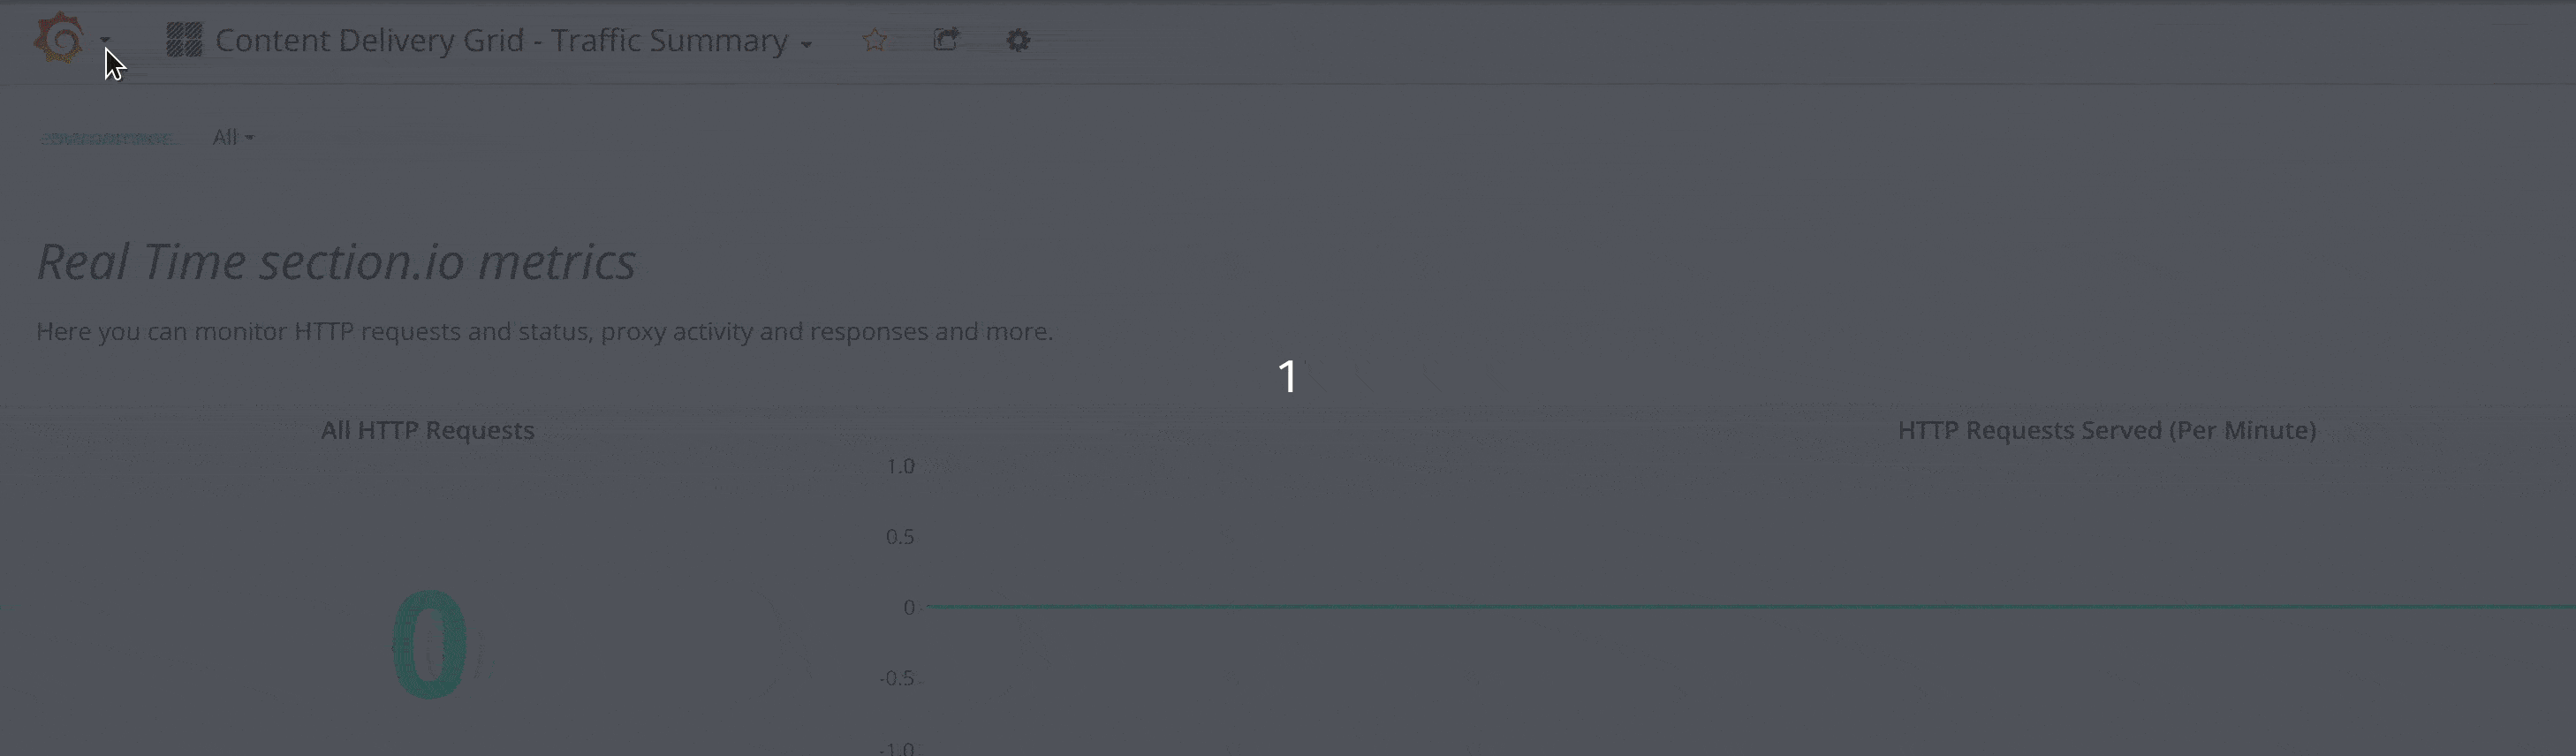 Content Delivery Grid - Traffic Summary
All
Real Time section.io metrics
Here you can monitor HTTP requests and status, proxy activity and responses and more.
1
All HTTP Requests
HTTP Requests Served (Per Minute)
1.0
0.5
0
0
-0.5
-1.0